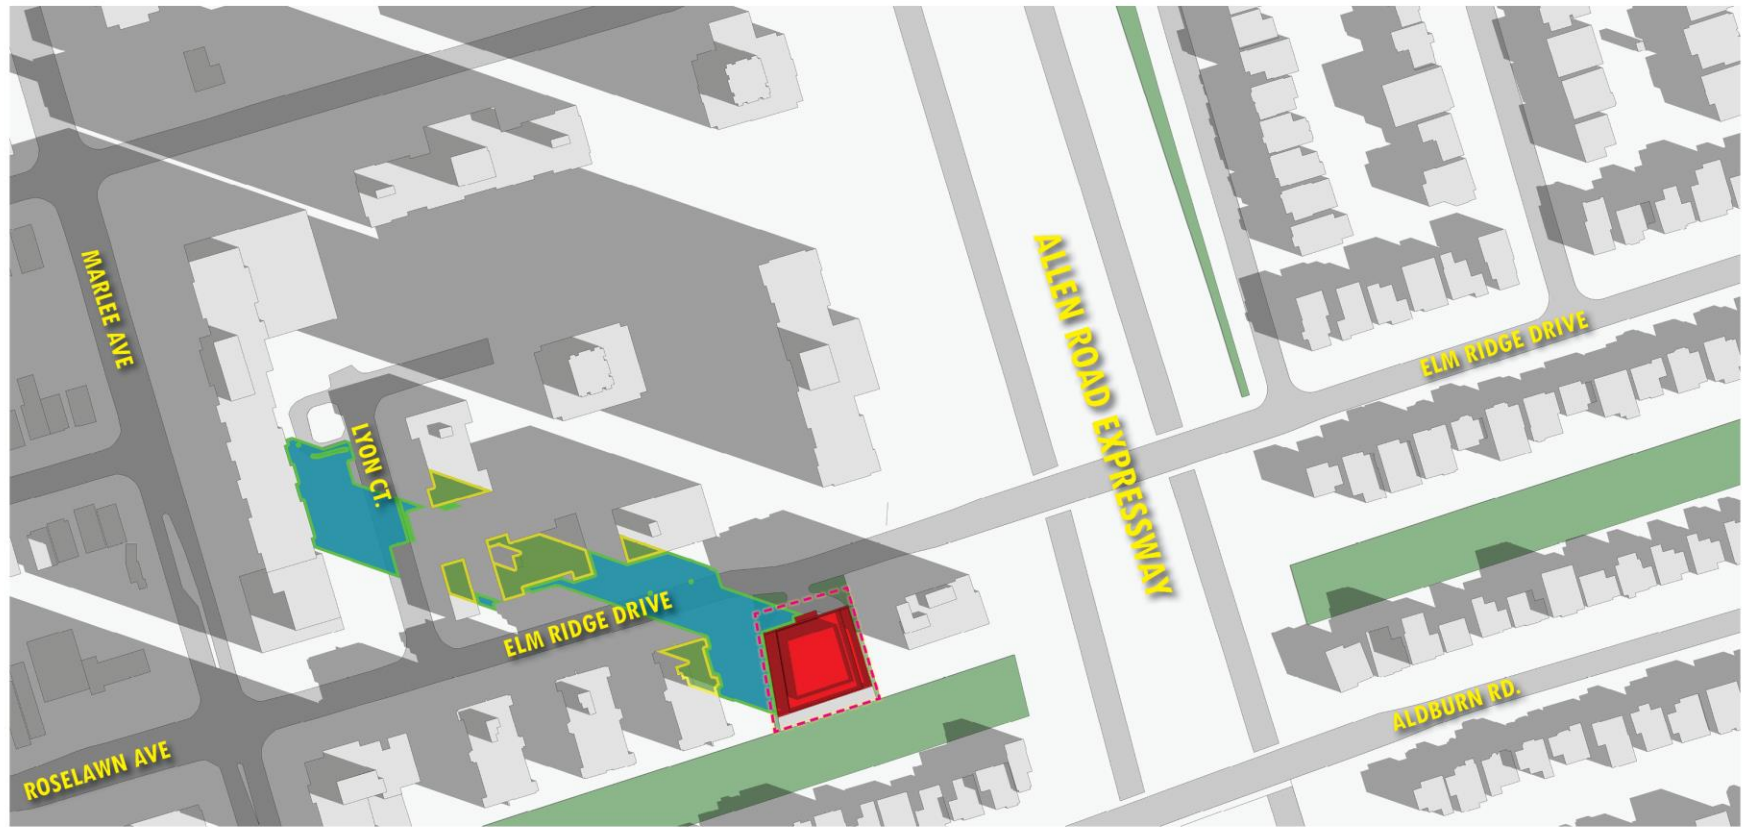 MARLEE AVE
ALLEN ROAD EXPRESSWAY
ELM RIDGE DRIVE
LYON CT.
ELM RIDGE DRIVE
ALDBURN RD.
ROSELAWN AVE